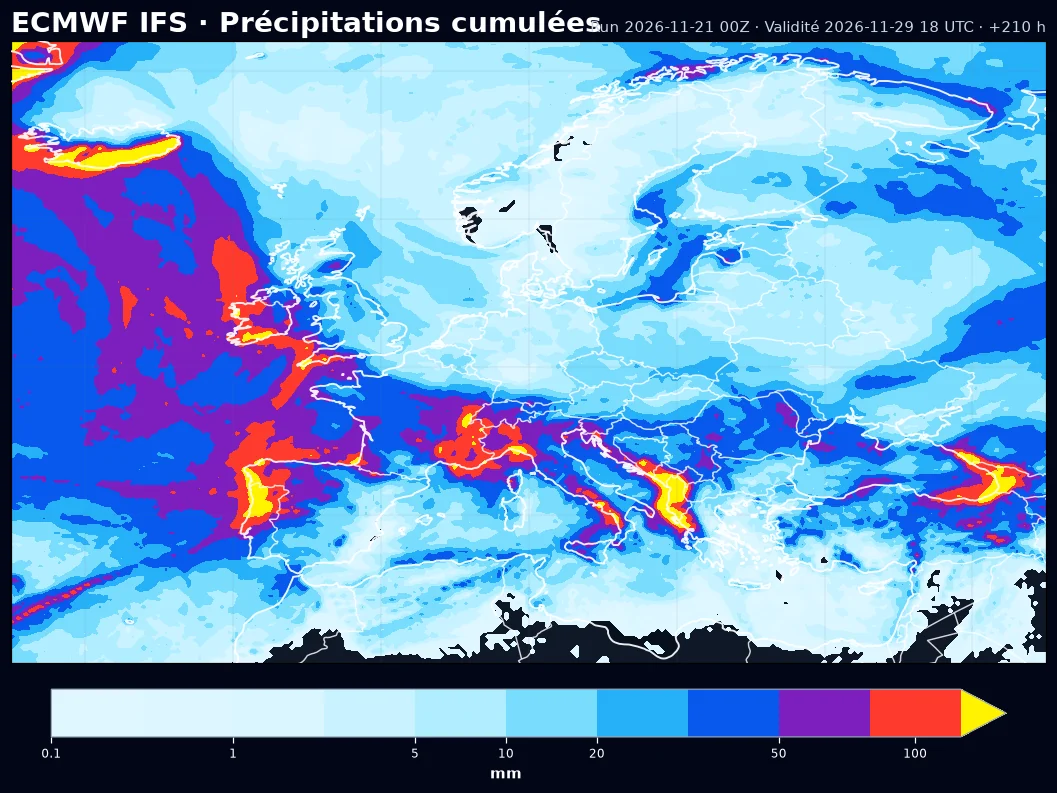 ECMWF IFS · Précipitations cumulées
Run 2026-11-21 00Z · Validité 2026-11-29 18 UTC · +210 h
0.1 1 5 10 20 50 100
mm